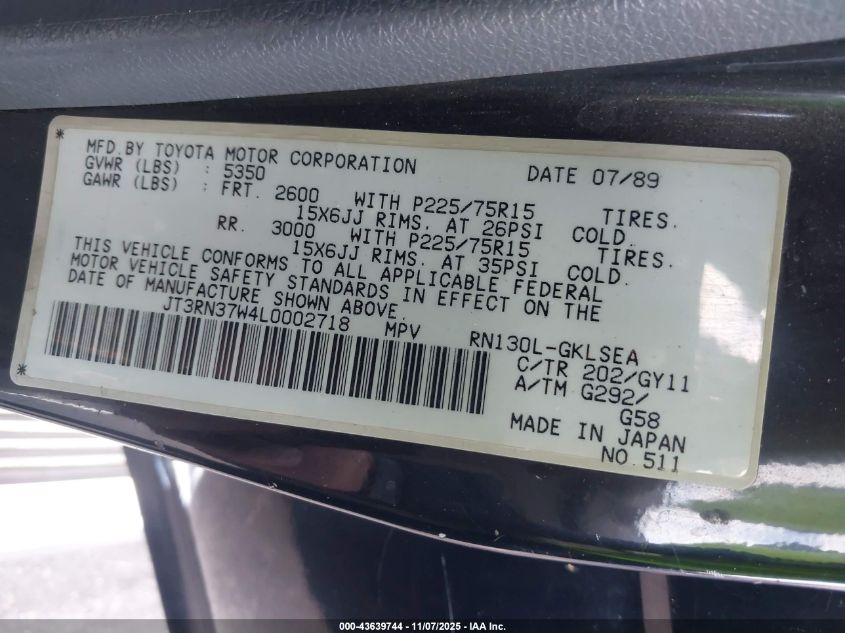 MFD.BY TOYOTA MOTOR CORPORATION DATE 07/89
GVWR (LBS) : 5350
GAWR (LBS) : FRT. 2600 WITH P225/75R15 TIRES.
15X6JJ RIMS. AT 26PSI COLD.
RR. 3000 WITH P225/75R15 TIRES.
15X6JJ RIMS. AT 35PSI COLD.
THIS VEHICLE CONFORMS TO ALL APPLICABLE FEDERAL
MOTOR VEHICLE SAFETY STANDARDS IN EFFECT ON THE
DATE OF MANUFACTURE SHOWN ABOVE.
JT3RN37W4L0002718 MPV RN130L-GKLSEA
C/TR 202/GY11
A/TM G292/
G58
MADE IN JAPAN
NO.511
000-43639744 - 11/07/2025 - IAA Inc.